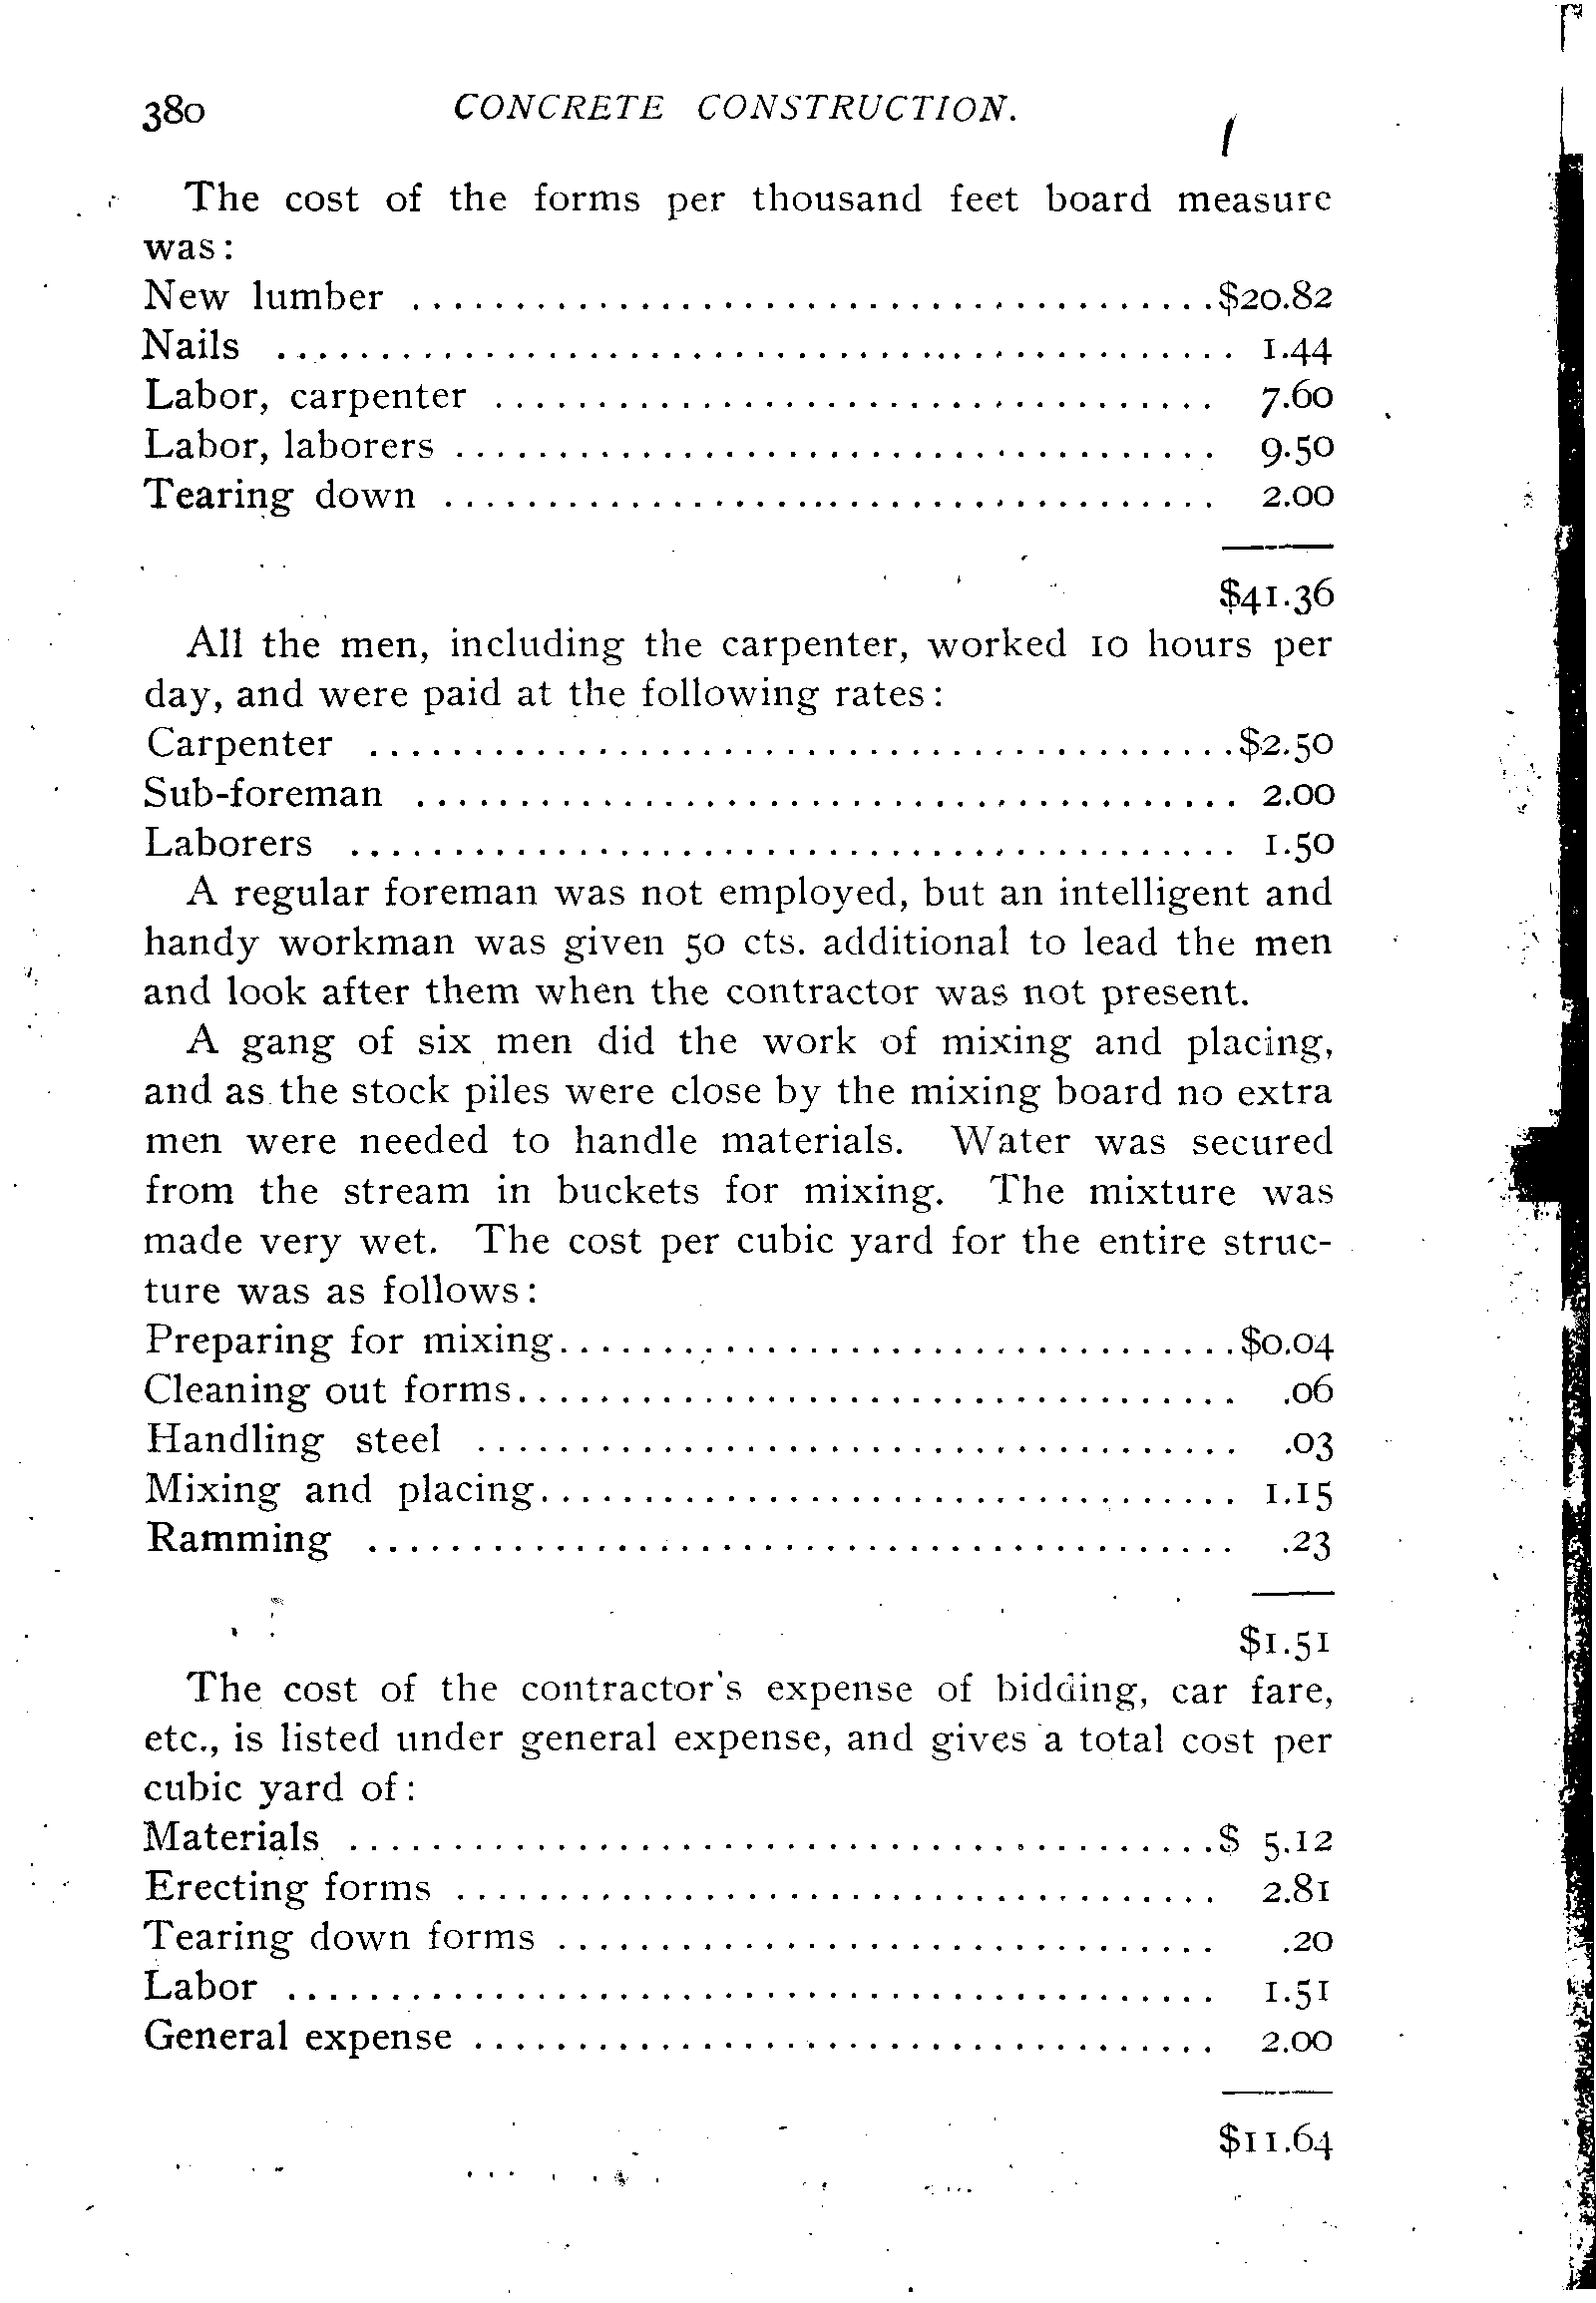 380 CONCRETE CONSTRUCTION.
The cost of the forms per thousand feet board measure
was:
New lumber ........................................$20.82
Nails ............................................. 1.44
Labor, carpenter .................................. 7.60
Labor, laborers ................................... 9.50
Tearing down ...................................... 2.00
$41.36
All the men, including the carpenter, worked 10 hours per
day, and were paid at the following rates:
Carpenter .........................................$2.50
Sub-foreman ....................................... 2.00
Laborers .......................................... 1.50
A regular foreman was not employed, but an intelligent and
handy workman was given 50 cts. additional to lead the men
and look after them when the contractor was not present.
A gang of six men did the work of mixing and placing,
and as the stock piles were close by the mixing board no extra
men were needed to handle materials. Water was secured
from the stream in buckets for mixing. The mixture was
made very wet. The cost per cubic yard for the entire struc-
ture was as follows:
Preparing for mixing.................................$0.04
Cleaning out forms................................... .06
Handling steel ...................................... .03
Mixing and placing.................................. 1.15
Ramming ............................................ .23
$1.51
The cost of the contractor's expense of bidding, car fare,
etc., is listed under general expense, and gives a total cost per
cubic yard of:
Materials ..........................................$ 5.12
Erecting forms ..................................... 2.81
Tearing down forms ................................. .20
Labor .............................................. 1.51
General expense .................................... 2.00
$11.64